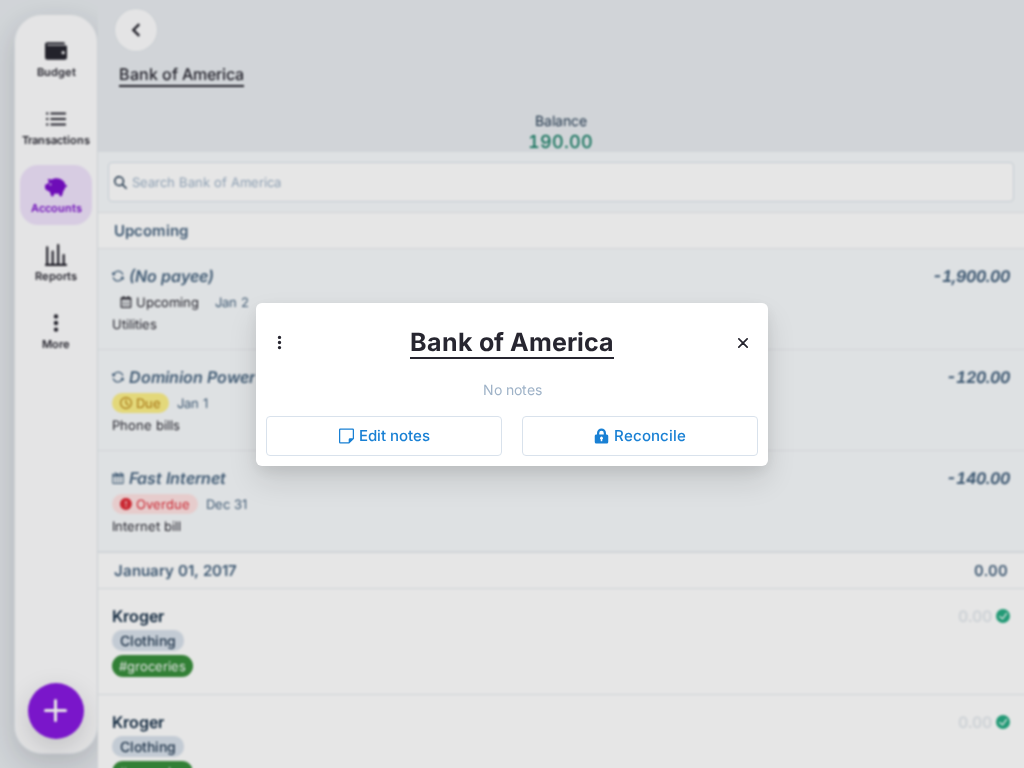 Budget
Transactions
Accounts
Reports
More
Bank of America
Balance
190.00
Search Bank of America
Upcoming
(No payee)
-1,900.00
Upcoming Jan 2
Utilities
Dominion Power
-120.00
Due Jan 1
Phone bills
Fast Internet
-140.00
Overdue Dec 31
Internet bill
January 01, 2017
0.00
Kroger
0.00
Clothing
#groceries
Kroger
0.00
Clothing
Bank of America
No notes
Edit notes
Reconcile